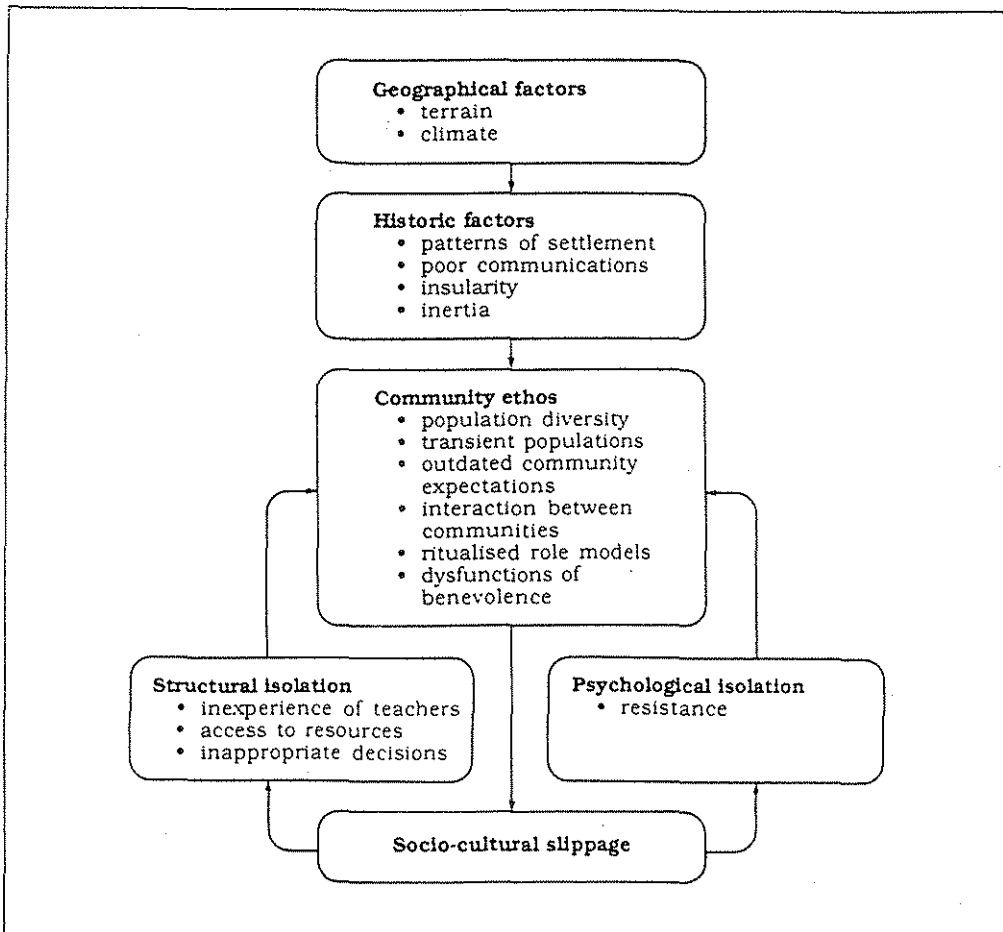 Geographical factors
• terrain
• climate
Historic factors
• patterns of settlement
• poor communications
• insularity
• inertia
Community ethos
• population diversity
• transient populations
• outdated community
expectations
• interaction between
communities
• ritualised role models
• dysfunctions of
benevolence
Structural isolation
• inexperience of teachers
• access to resources
• inappropriate decisions
Psychological isolation
• resistance
Socio-cultural slippage